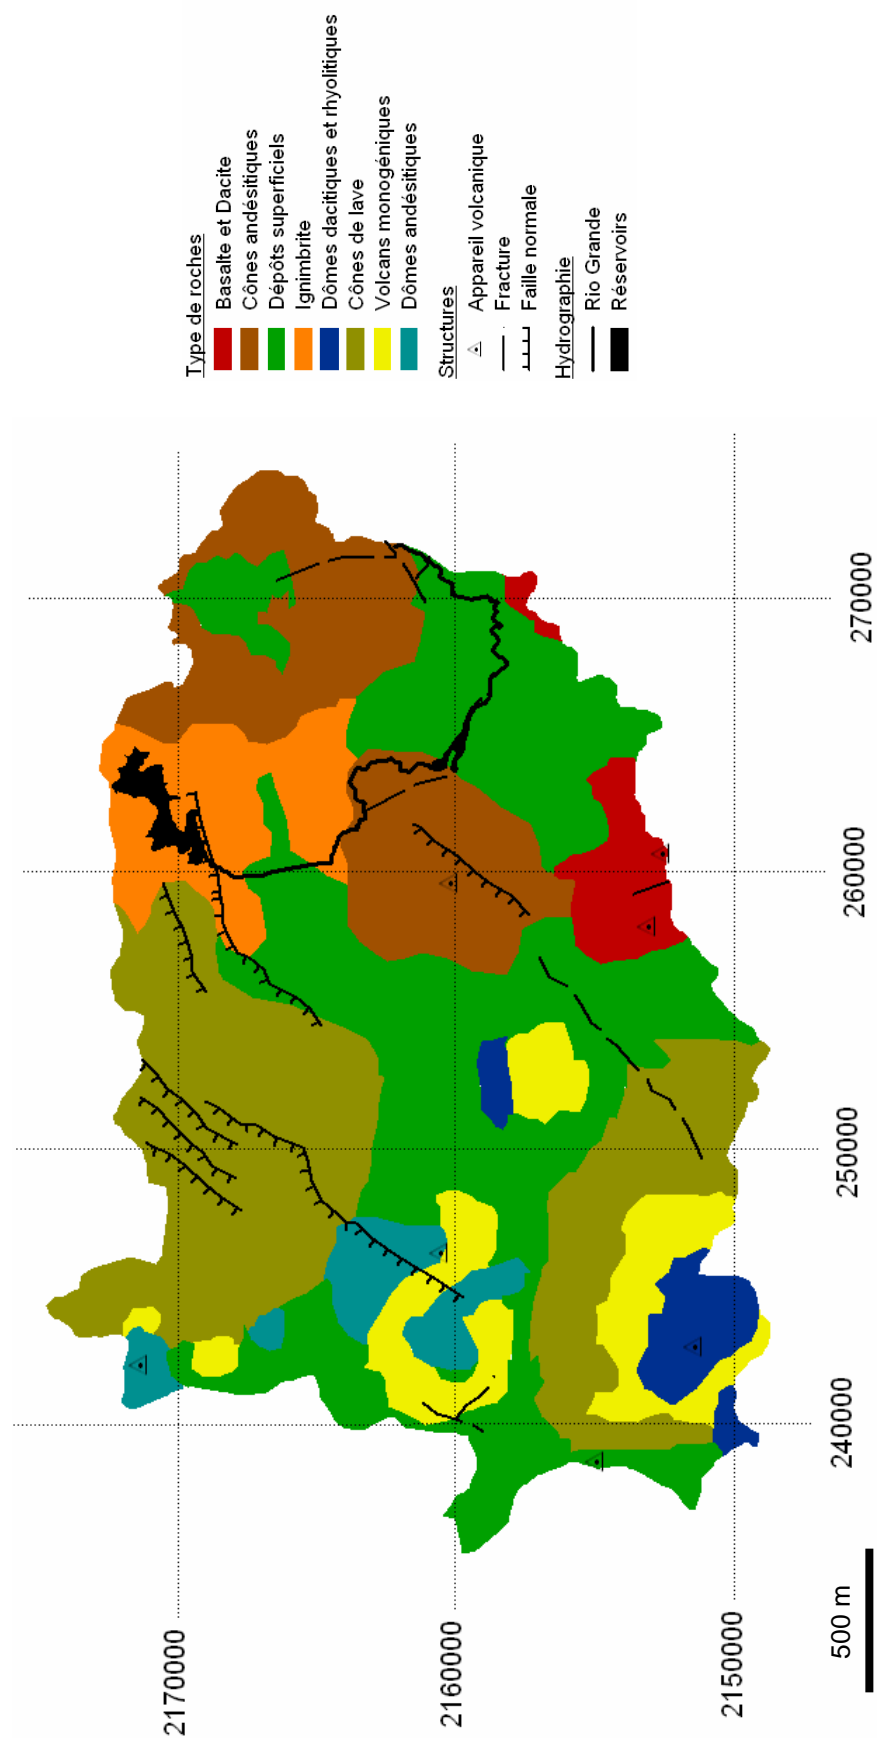 Type de roches
Basalte et Dacite
Cônes andésitiques
Dépôts superficiels
Ignimbrite
Dômes dacitiques et rhyolitiques
Cônes de lave
Volcans monogéniques
Dômes andésitiques
Structures
Appareil volcanique
Fracture
Faille normale
Hydrographie
Rio Grande
Réservoirs
2170000
2160000
2150000
240000
250000
260000
270000
500 m